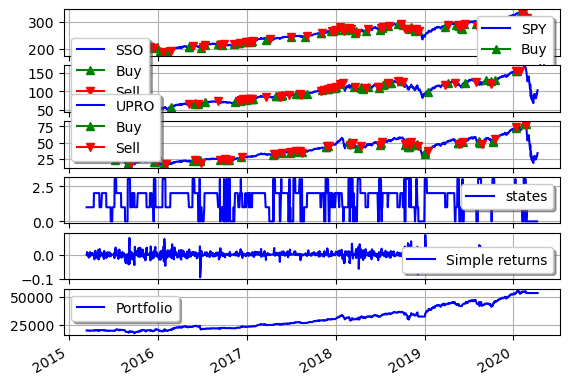 300
200
SPY
Buy
SSO
Buy
Sell
150
100
50
UPRO
Buy
Sell
75
50
25
2.5
0.0
states
0.0
−0.1
Simple returns
50000
25000
Portfolio
2015
2016
2017
2018
2019
2020